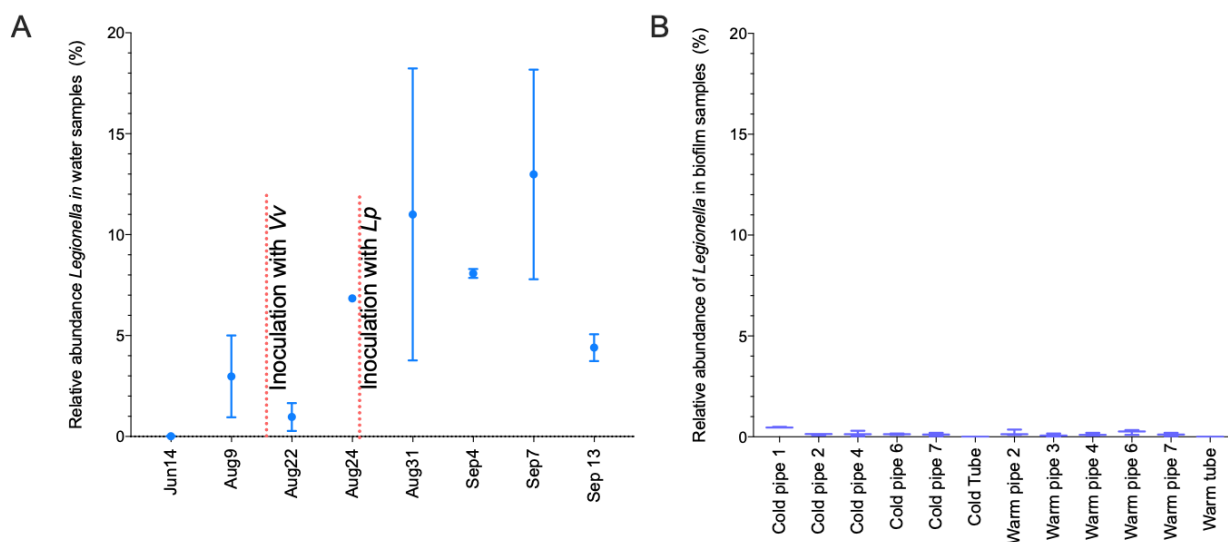 A
Relative abundance Legionella in water samples (%)
20
15
10
5
0
Inoculation with Vv
Inoculation with Lp
Jun14
Aug9
Aug22
Aug24
Aug31
Sep4
Sep7
Sep 13
B
Relative abundance of Legionella in biofilm samples (%)
20
15
10
5
0
Cold pipe 1
Cold pipe 2
Cold pipe 4
Cold pipe 6
Cold pipe 7
Cold Tube
Warm pipe 2
Warm pipe 3
Warm pipe 4
Warm pipe 6
Warm pipe 7
Warm tube